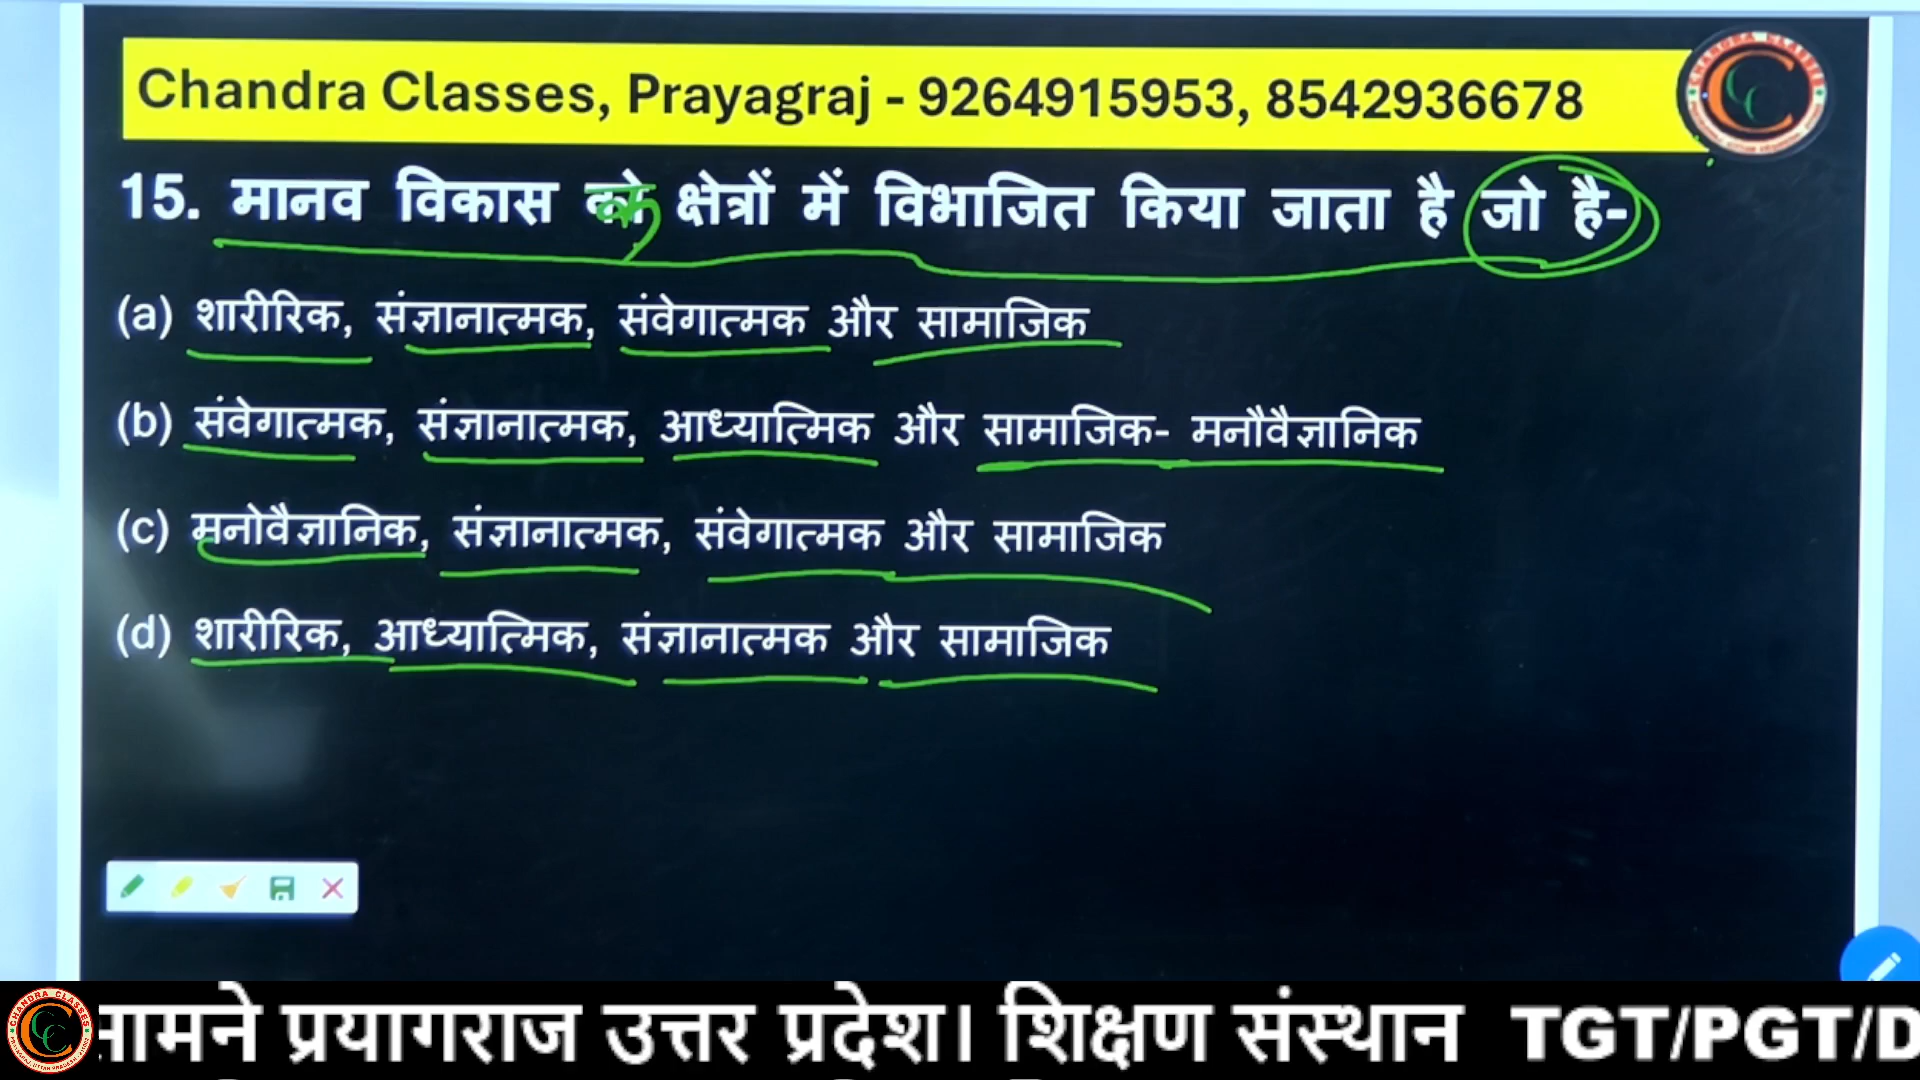 Chandra Classes, Prayagraj - 9264915953, 8542936678
15. मानव विकास को क्षेत्रों में विभाजित किया जाता है जो है-
(a) शारीरिक, संज्ञानात्मक, संवेगात्मक और सामाजिक
(b) संवेगात्मक, संज्ञानात्मक, आध्यात्मिक और सामाजिक- मनौवैज्ञानिक
(c) मनोवैज्ञानिक, संज्ञानात्मक, संवेगात्मक और सामाजिक
(d) शारीरिक, आध्यात्मिक, संज्ञानात्मक और सामाजिक
सामने प्रयागराज उत्तर प्रदेश। शिक्षण संस्थान TGT/PGT/D